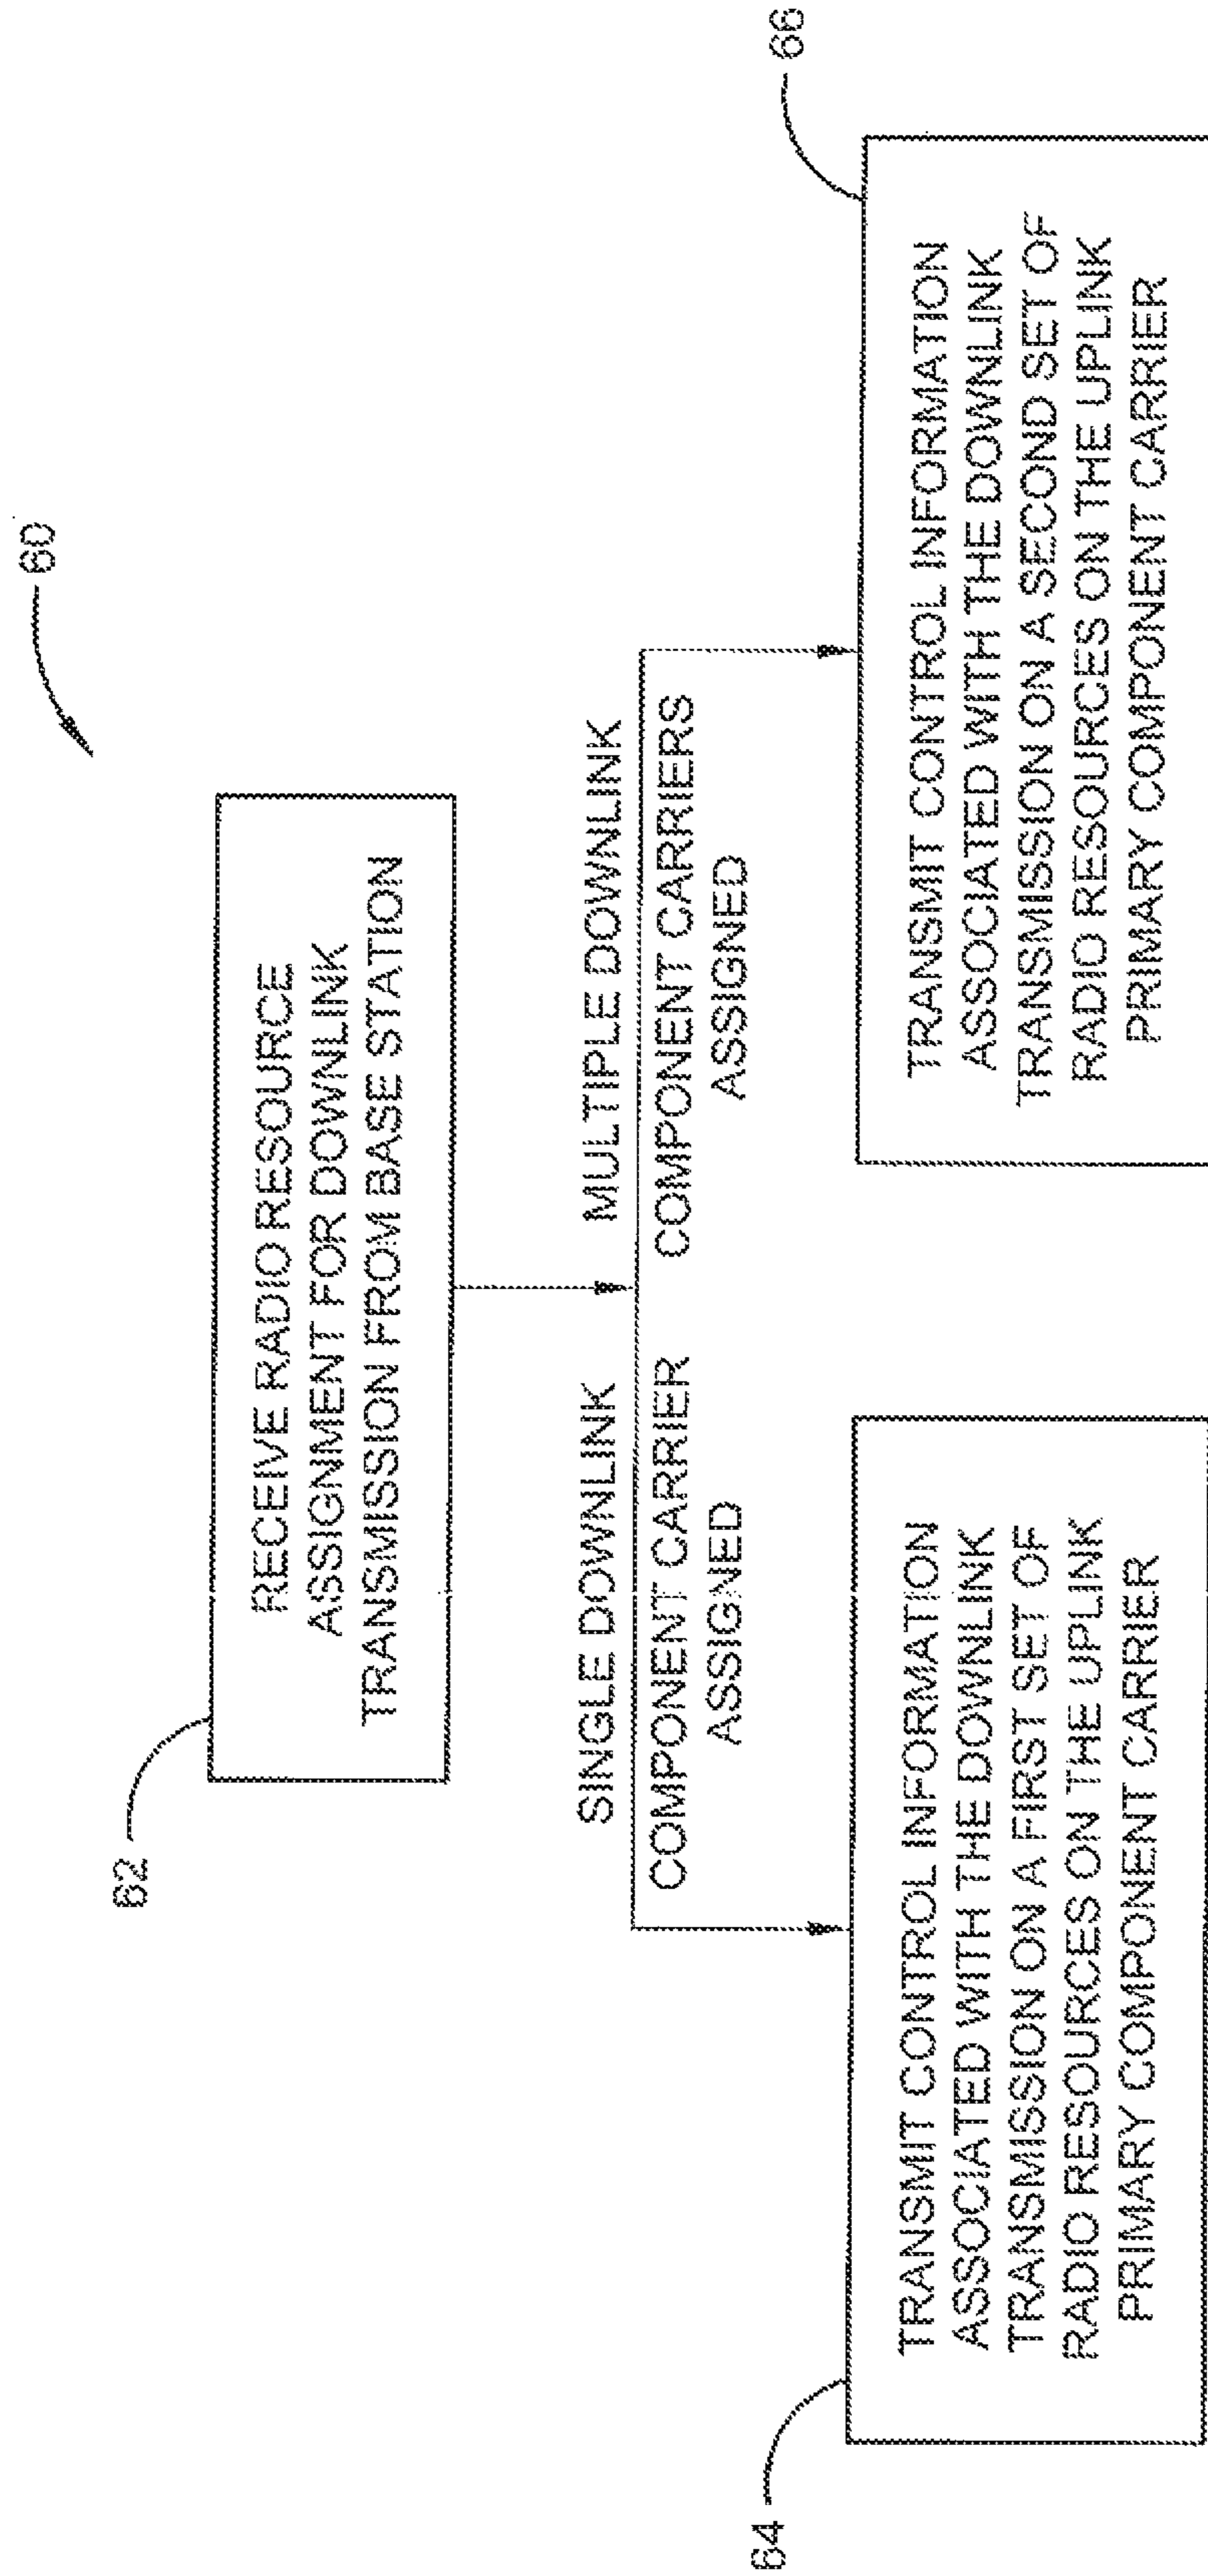 60
62
RECEIVE RADIO RESOURCE
ASSIGNMENT FOR DOWNLINK
TRANSMISSION FROM BASE STATION
SINGLE DOWNLINK
COMPONENT CARRIER
ASSIGNED
MULTIPLE DOWNLINK
COMPONENT CARRIERS
ASSIGNED
64
TRANSMIT CONTROL INFORMATION
ASSOCIATED WITH THE DOWNLINK
TRANSMISSION ON A FIRST SET OF
RADIO RESOURCES ON THE UPLINK
PRIMARY COMPONENT CARRIER
66
TRANSMIT CONTROL INFORMATION
ASSOCIATED WITH THE DOWNLINK
TRANSMISSION ON A SECOND SET OF
RADIO RESOURCES ON THE UPLINK
PRIMARY COMPONENT CARRIER